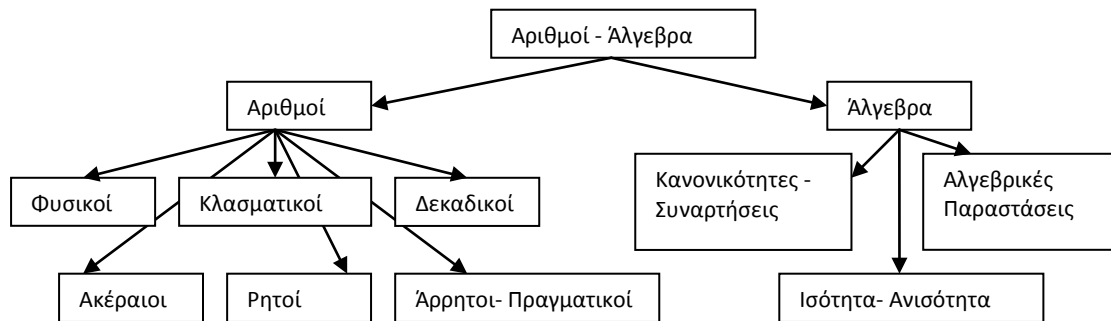 Αριθμοί - Άλγεβρα
Αριθμοί
Άλγεβρα
Φυσικοί
Κλασματικοί
Δεκαδικοί
Κανονικότητες -
Συναρτήσεις
Αλγεβρικές
Παραστάσεις
Ακέραιοι
Ρητοί
Άρρητοι- Πραγματικοί
Ισότητα- Ανισότητα